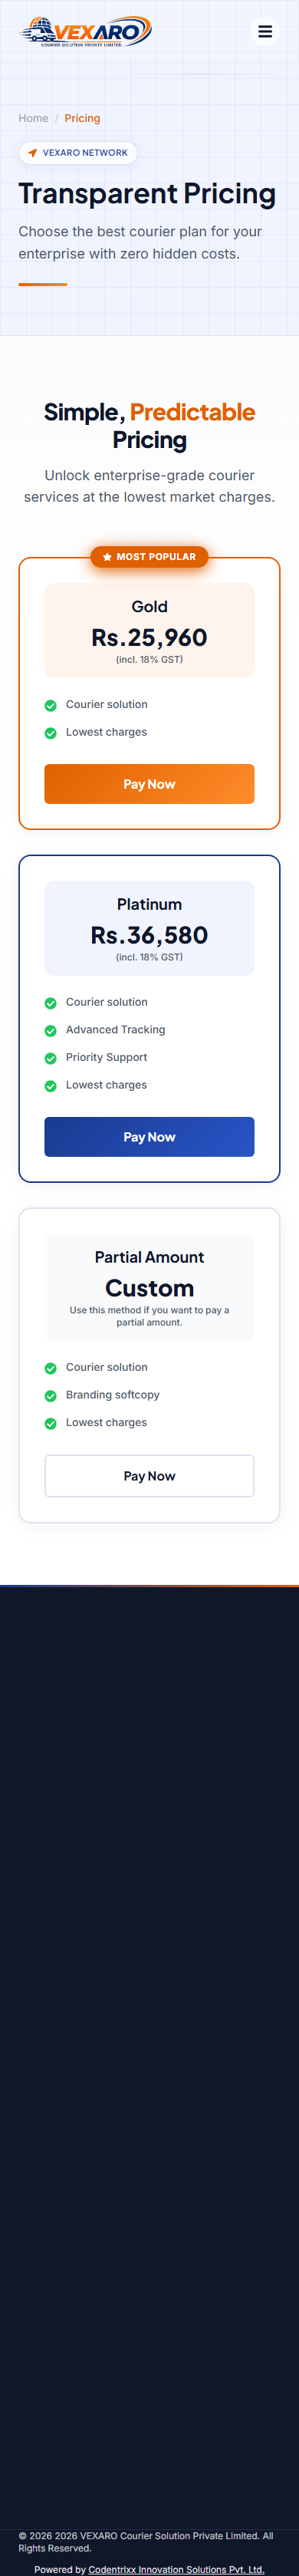 VEXARO
COURIER SOLUTION PRIVATE LIMITED
Home / Pricing
VEXARO NETWORK
Transparent Pricing
Choose the best courier plan for your
enterprise with zero hidden costs.
Simple, Predictable
Pricing
Unlock enterprise-grade courier
services at the lowest market charges.
MOST POPULAR
Gold
Rs.25,960
(incl. 18% GST)
Courier solution
Lowest charges
Pay Now
Platinum
Rs.36,580
(incl. 18% GST)
Courier solution
Advanced Tracking
Priority Support
Lowest charges
Pay Now
Partial Amount
Custom
Use this method if you want to pay a
partial amount.
Courier solution
Branding softcopy
Lowest charges
Pay Now
© 2026 2026 VEXARO Courier Solution Private Limited. All
Rights Reserved.
Powered by Codentrixx Innovation Solutions Pvt. Ltd.